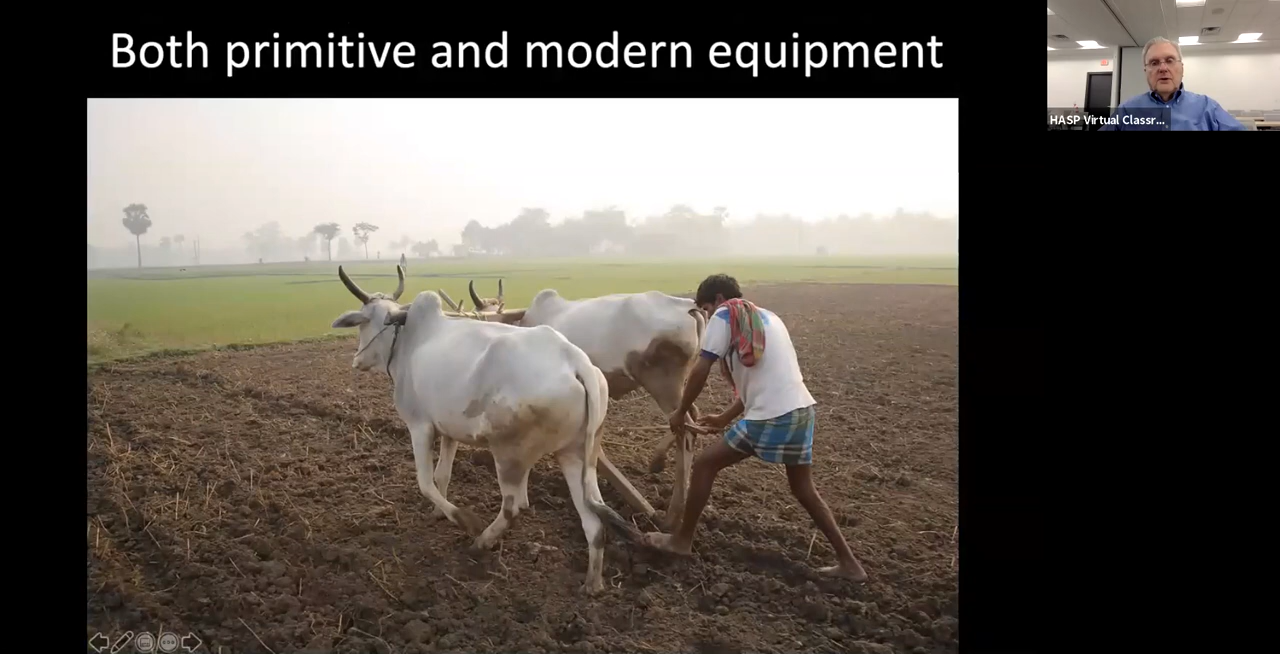 Both primitive and modern equipment
HASP Virtual Classr...